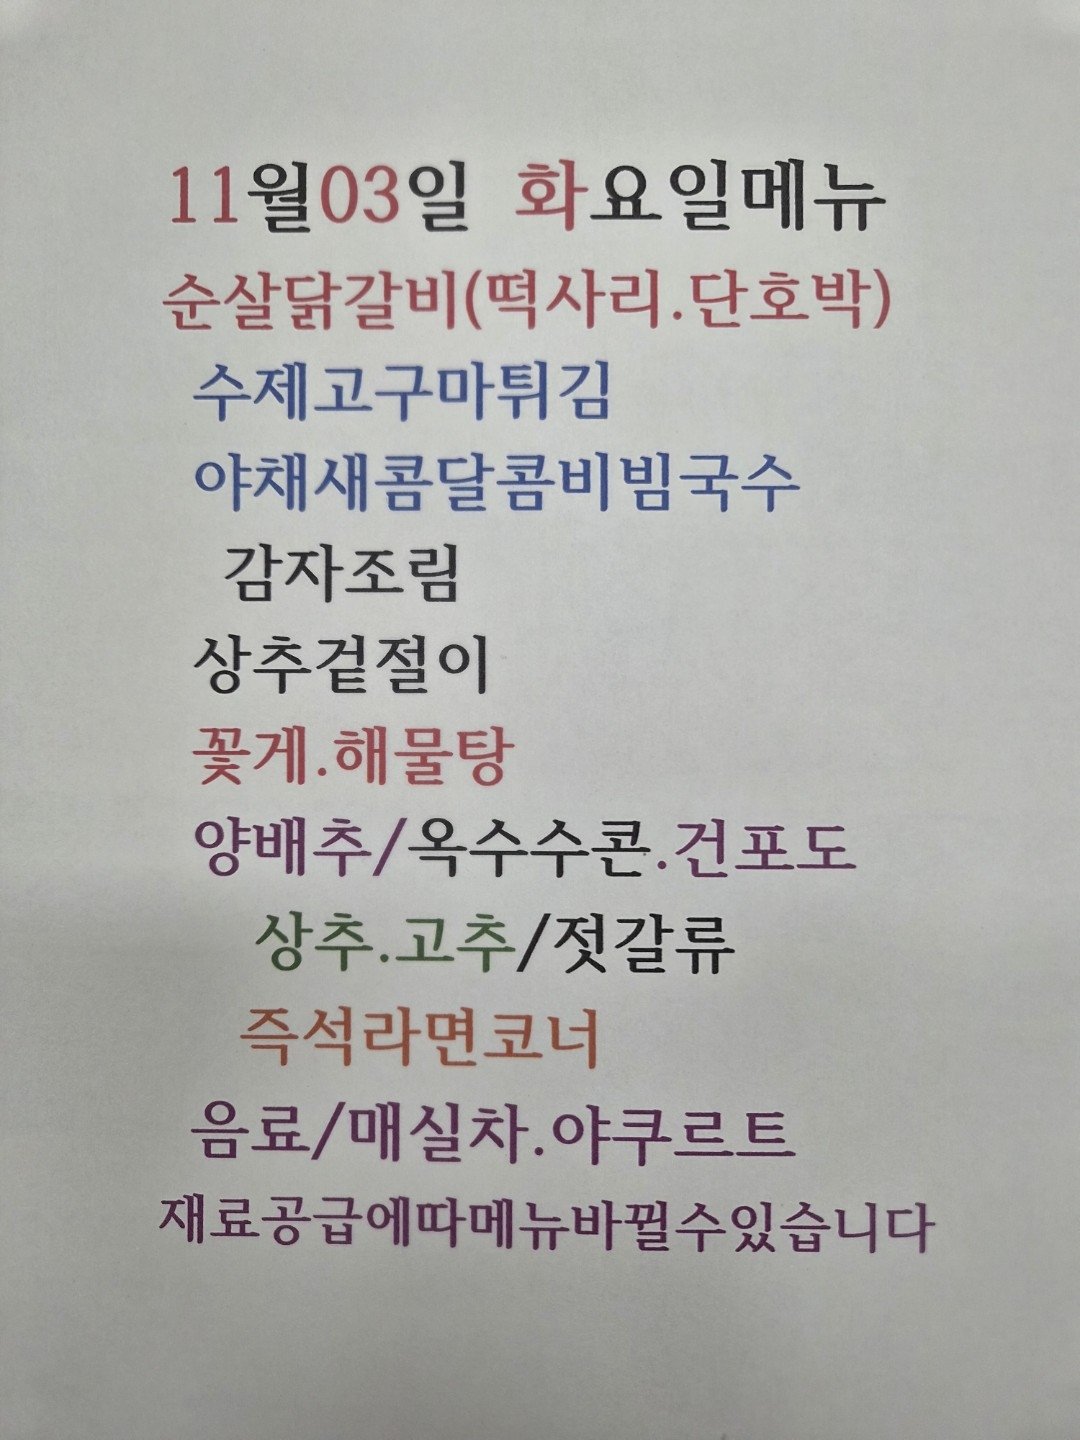 11월03일 화요일메뉴
순살닭갈비(떡사리.단호박)
수제고구마튀김
야채새콤달콤비빔국수
감자조림
상추겉절이
꽃게.해물탕
양배추/옥수수콘.건포도
상추.고추/젓갈류
즉석라면코너
음료/매실차.야쿠르트
재료공급에따메뉴바뀔수있습니다